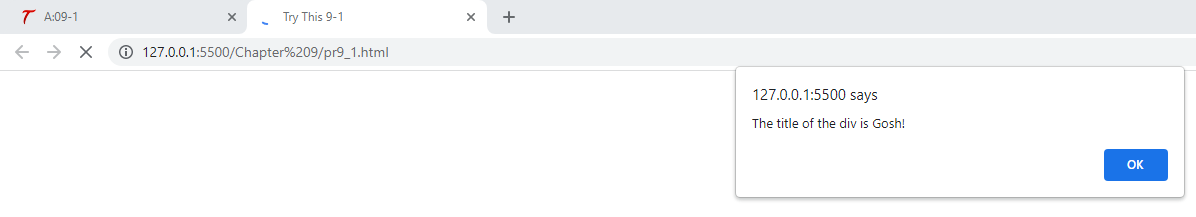 A:09-1
Try This 9-1
127.0.0.1:5500/Chapter%209/pr9_1.html
127.0.0.1:5500 says
The title of the div is Gosh!
OK